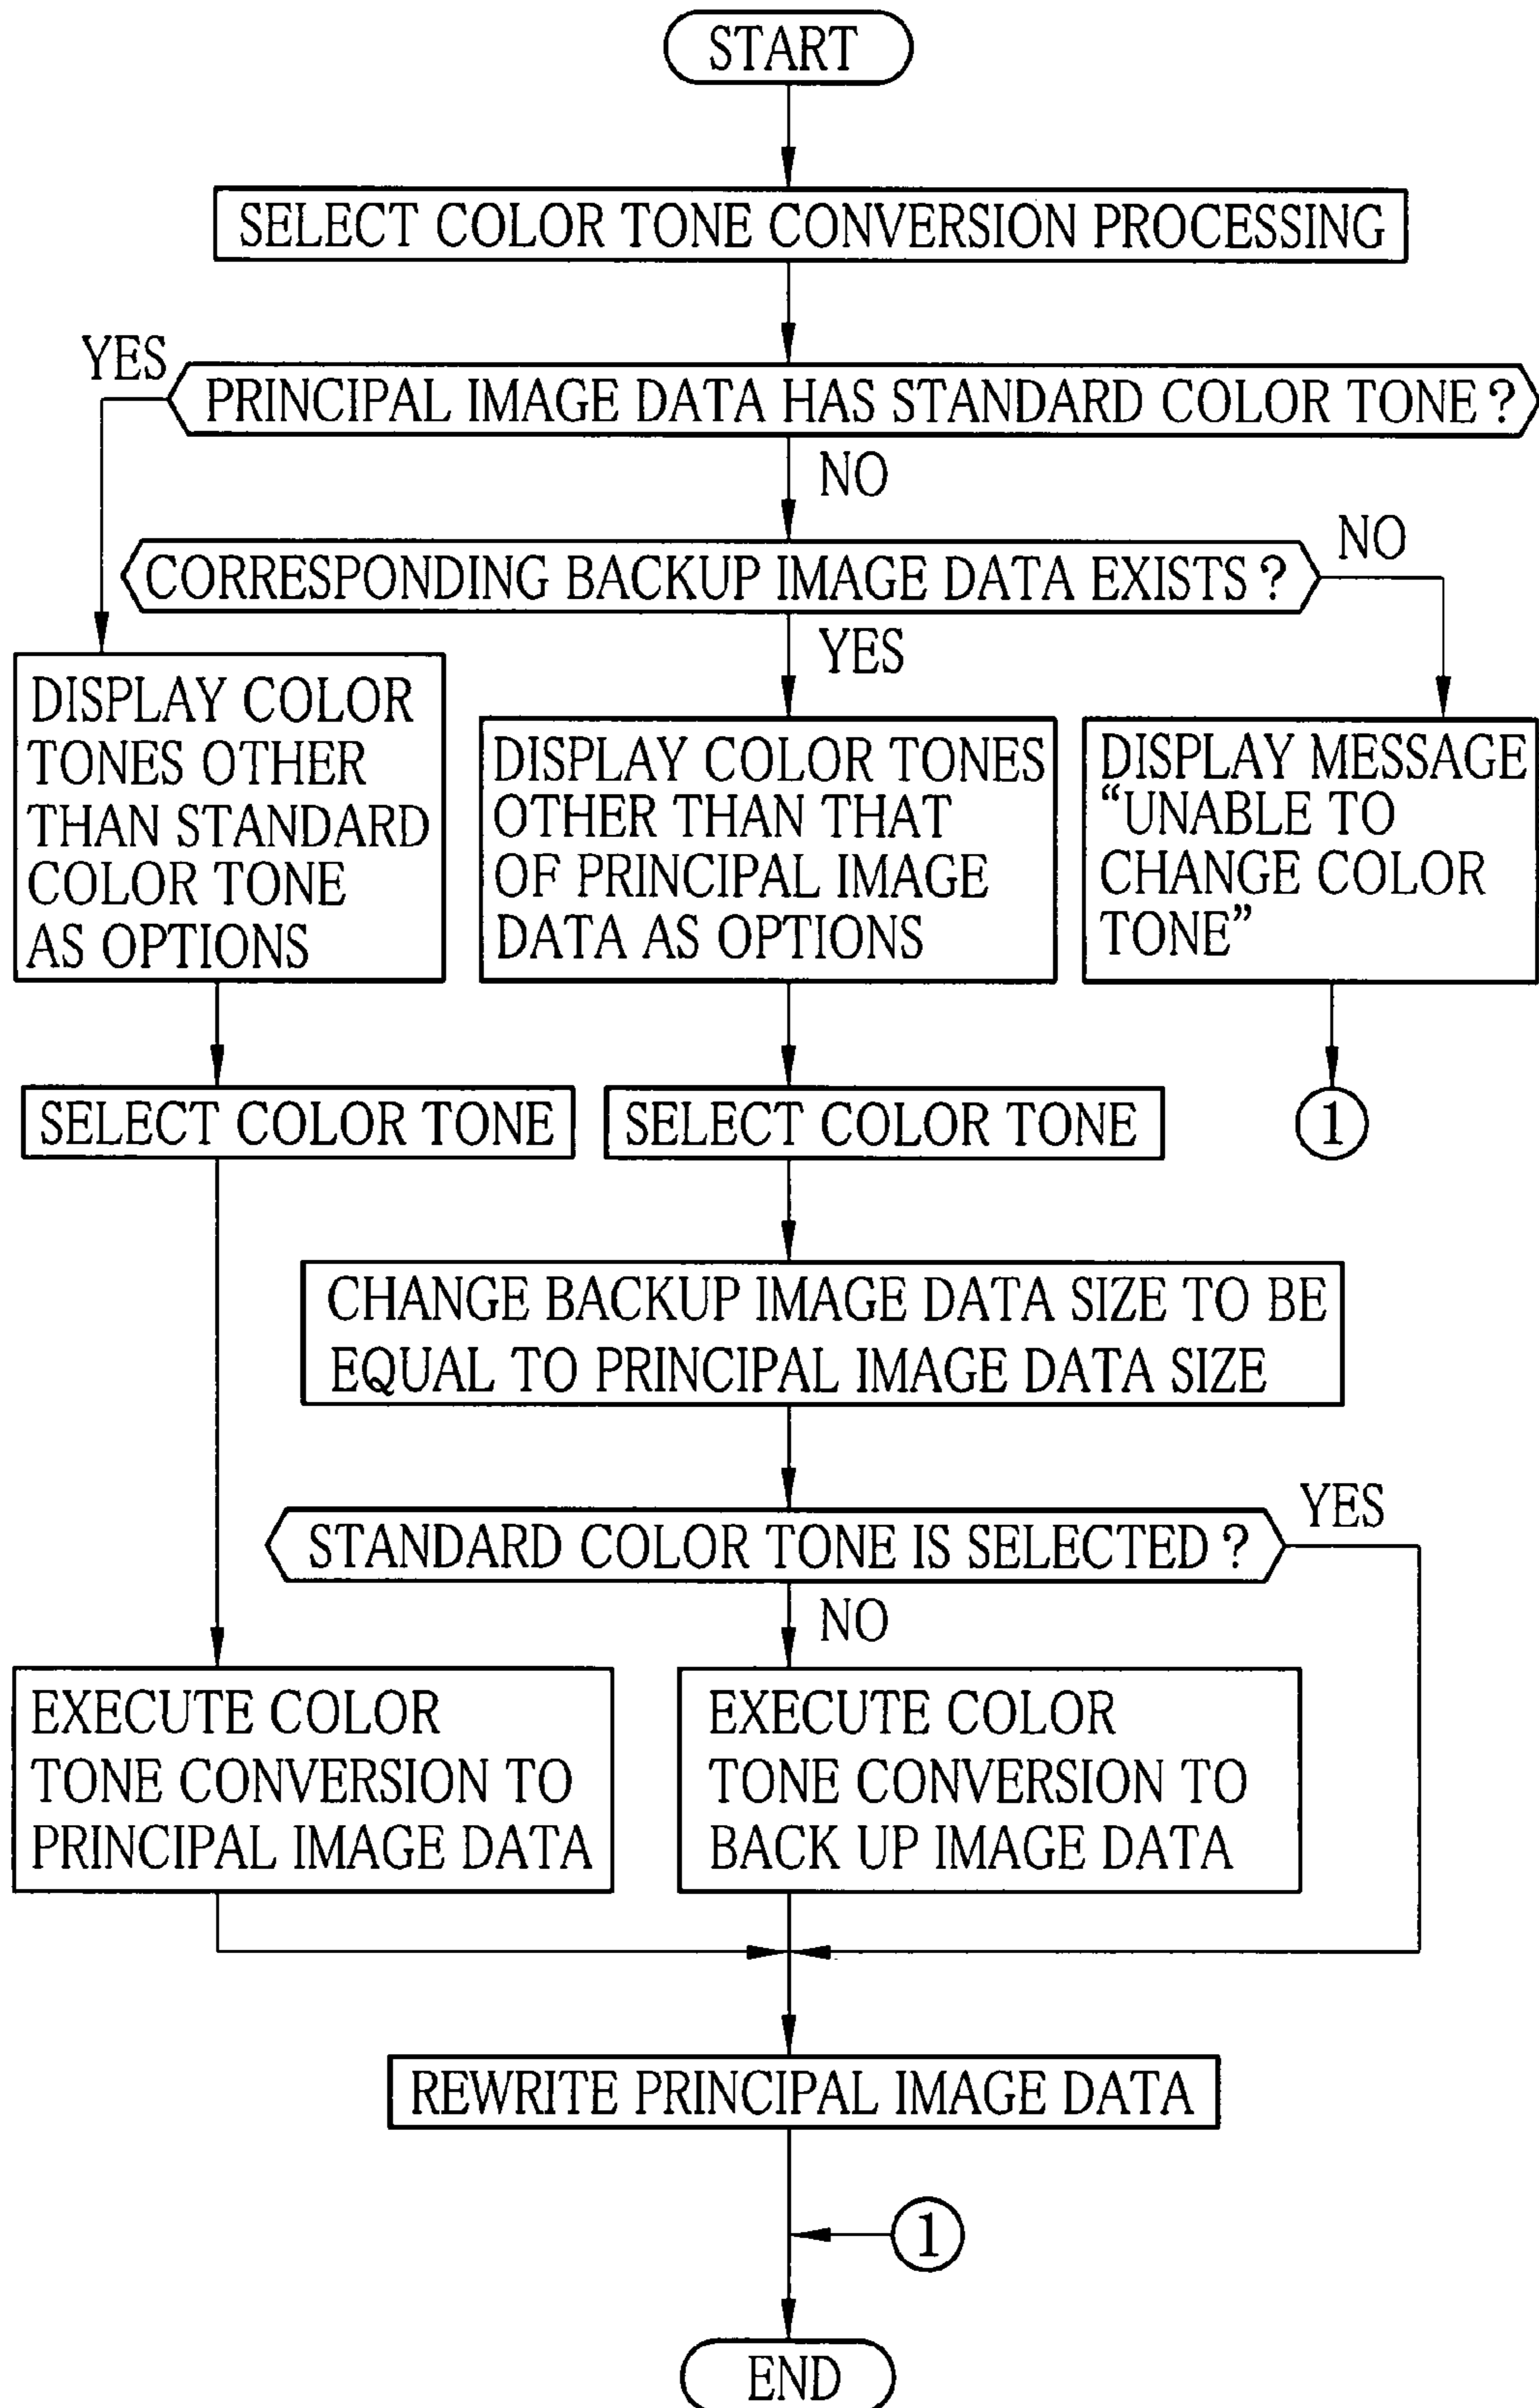 START
SELECT COLOR TONE CONVERSION PROCESSING
YES
PRINCIPAL IMAGE DATA HAS STANDARD COLOR TONE ?
NO
NO
CORRESPONDING BACKUP IMAGE DATA EXISTS ?
YES
DISPLAY COLOR
TONES OTHER
THAN STANDARD
COLOR TONE
AS OPTIONS
DISPLAY COLOR TONES
OTHER THAN THAT
OF PRINCIPAL IMAGE
DATA AS OPTIONS
DISPLAY MESSAGE
“UNABLE TO
CHANGE COLOR
TONE”
SELECT COLOR TONE
SELECT COLOR TONE
1
CHANGE BACKUP IMAGE DATA SIZE TO BE
EQUAL TO PRINCIPAL IMAGE DATA SIZE
YES
STANDARD COLOR TONE IS SELECTED ?
NO
EXECUTE COLOR
TONE CONVERSION TO
PRINCIPAL IMAGE DATA
EXECUTE COLOR
TONE CONVERSION TO
BACK UP IMAGE DATA
REWRITE PRINCIPAL IMAGE DATA
1
END